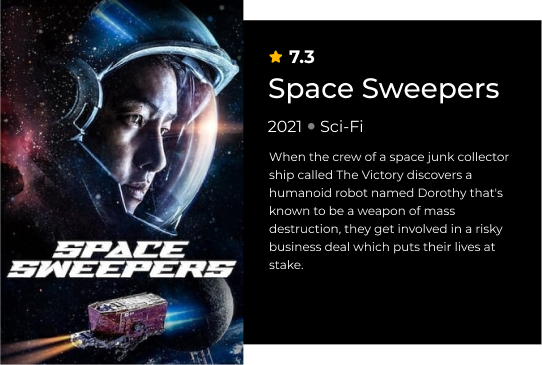 SPACE
SWEEPERS
7.3
Space Sweepers
2021 • Sci-Fi
When the crew of a space junk collector
ship called The Victory discovers a
humanoid robot named Dorothy that's
known to be a weapon of mass
destruction, they get involved in a risky
business deal which puts their lives at
stake.